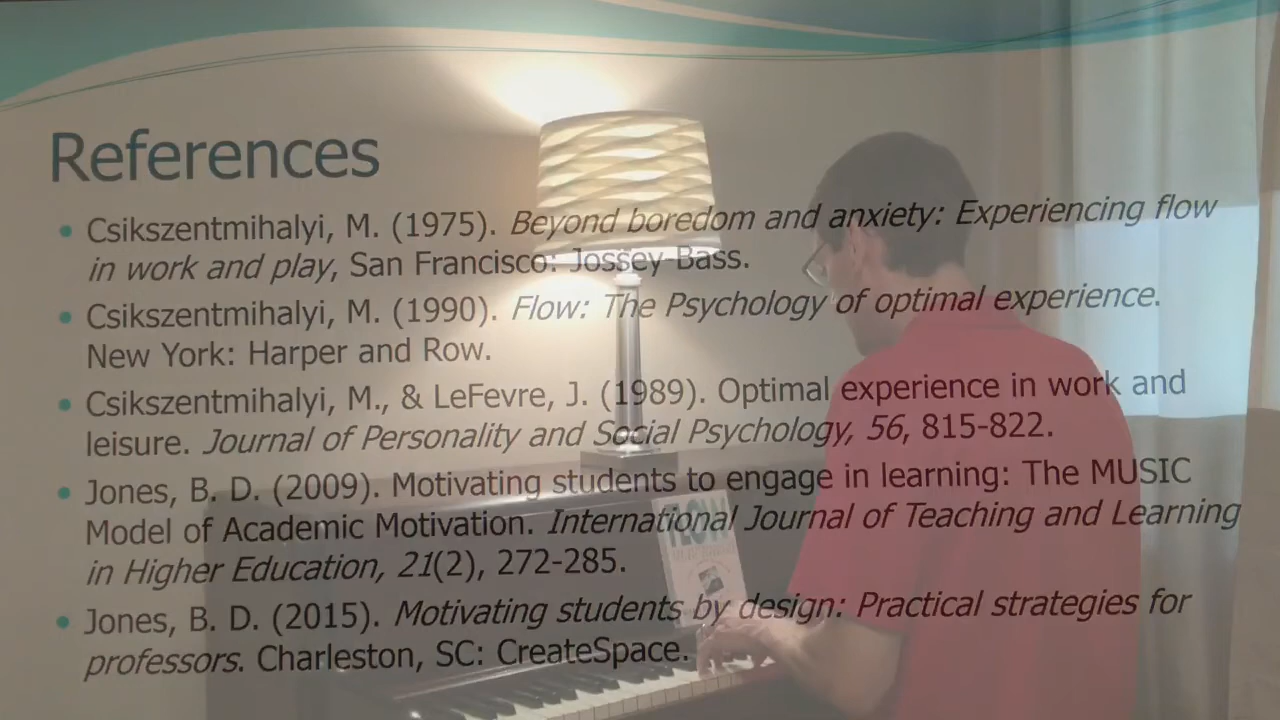 References
• Csikszentmihalyi, M. (1975). Beyond boredom and anxiety: Experiencing flow
in work and play, San Francisco: Jossey-Bass.
• Csikszentmihalyi, M. (1990). Flow: The Psychology of optimal experience.
New York: Harper and Row.
• Csikszentmihalyi, M., & LeFevre, J. (1989). Optimal experience in work and
leisure. Journal of Personality and Social Psychology, 56, 815-822.
• Jones, B. D. (2009). Motivating students to engage in learning: The MUSIC
Model of Academic Motivation. International Journal of Teaching and Learning
in Higher Education, 21(2), 272-285.
FLOW
• Jones, B. D. (2015). Motivating students by design: Practical strategies for
professors. Charleston, SC: CreateSpace.